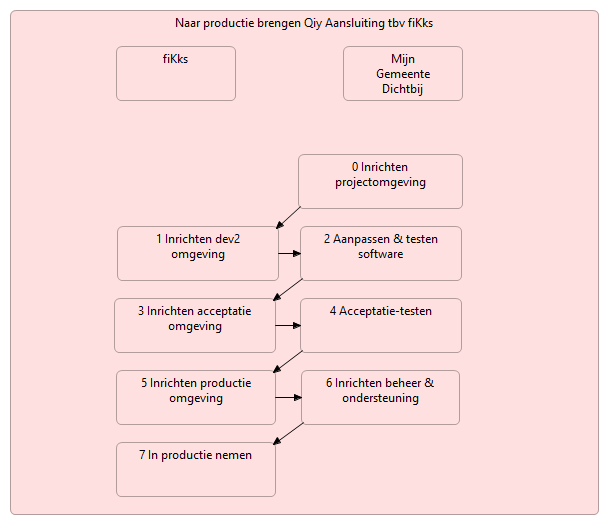 Naar productie brengen Qiy Aansluiting tbv fiKks
fiKks
Mijn
Gemeente
Dichtbij
0 Inrichten
projectomgeving
1 Inrichten dev2
omgeving
2 Aanpassen & testen
software
3 Inrichten acceptatie
omgeving
4 Acceptatie-testen
5 Inrichten productie
omgeving
6 Inrichten beheer &
ondersteuning
7 In productie nemen